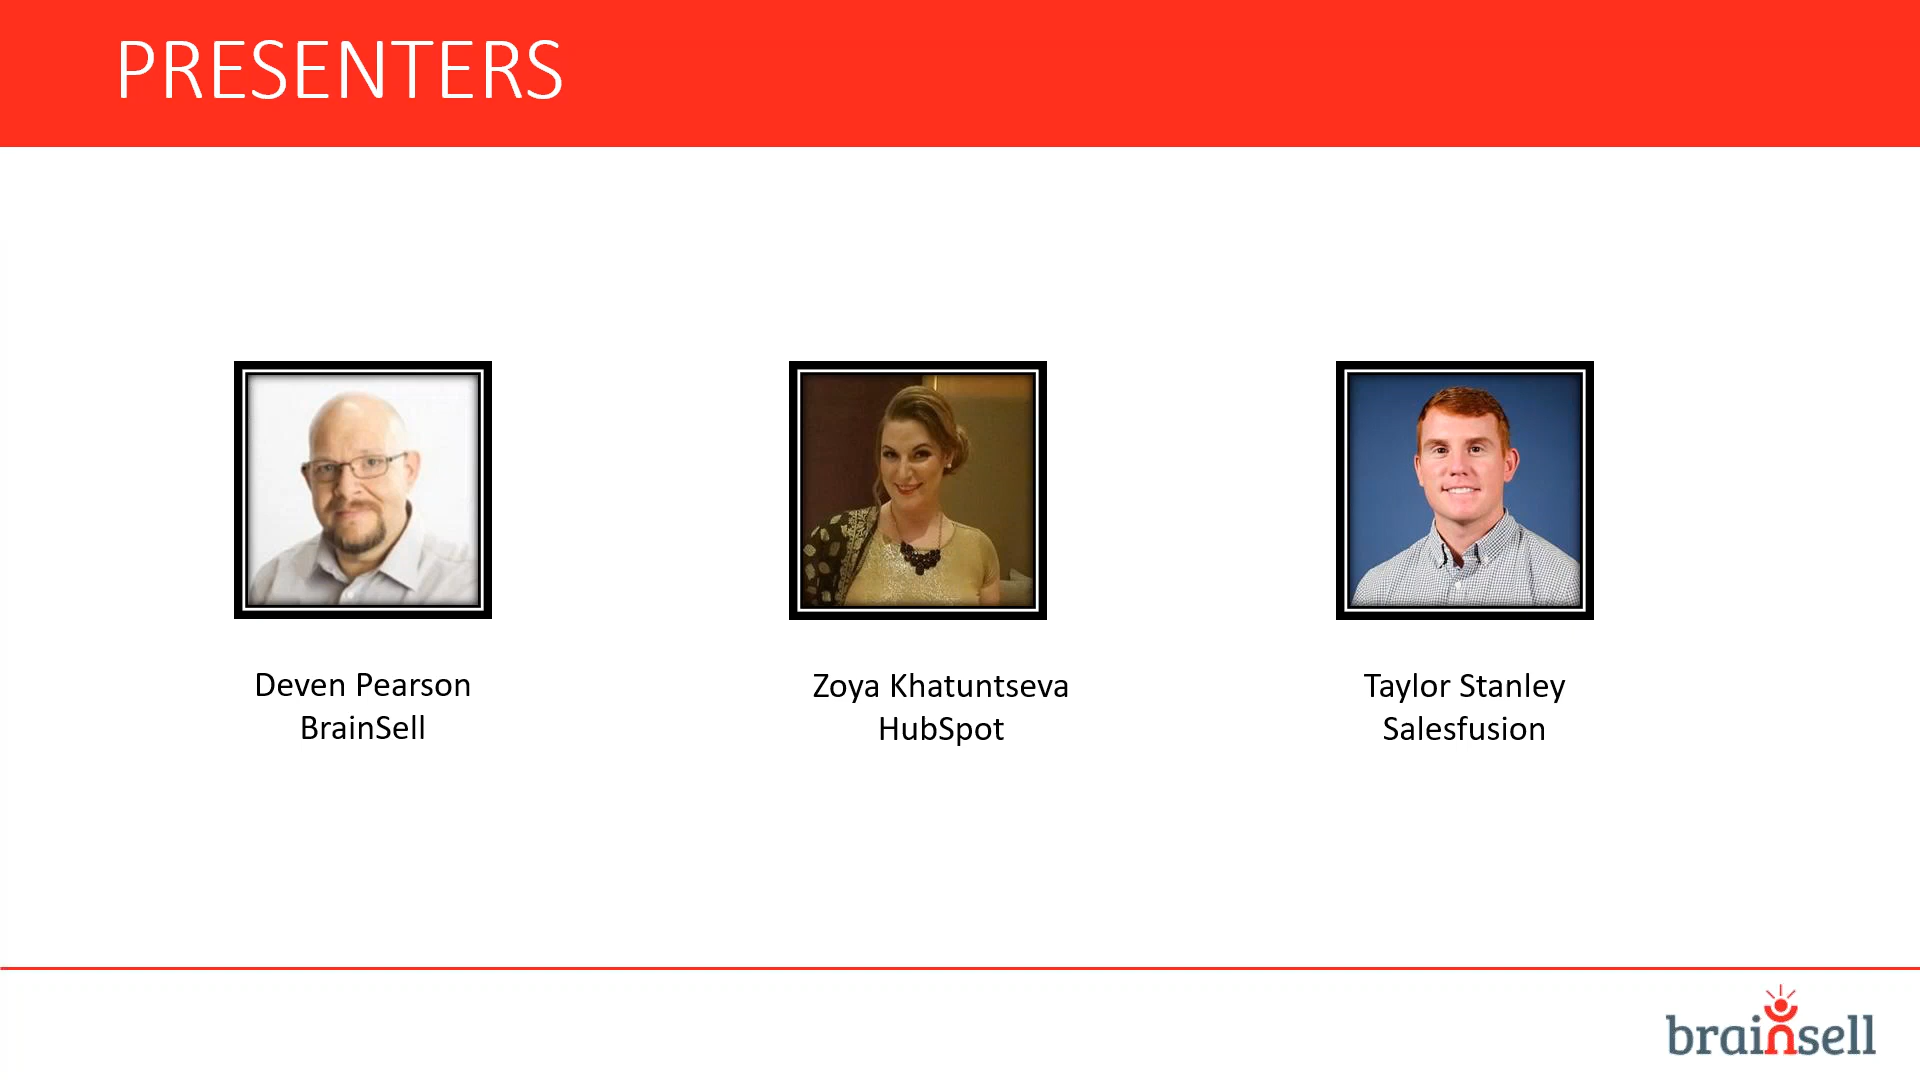 PRESENTERS
Deven Pearson
BrainSell
Zoya Khatuntseva
HubSpot
Taylor Stanley
Salesfusion
brainsell